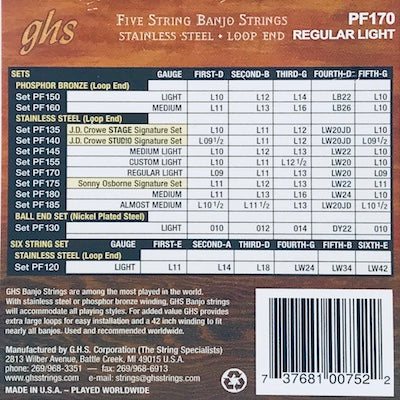 ghs
FIVE STRING BANJO STRINGS
STAINLESS STEEL • LOOP END
PF170
REGULAR LIGHT
SETS GAUGE FIRST-D SECOND-B THIRD-G FOURTH-D FIFTH-G
PHOSPHOR BRONZE (Loop End)
Set PF150 LIGHT L10 L12 L14 LB22 L10
Set PF160 MEDIUM L11 L13 L16 LB26 L10
STAINLESS STEEL (Loop End)
Set PF135 J.D. Crowe STAGE Signature Set L10 L11 L12 LW20JD L10
Set PF140 J.D. Crowe STUDIO Signature Set L09 1/2 L11 L12 LW20JD L09 1/2
Set PF145 MEDIUM LIGHT L10 L12 L14 LW20 L10
Set PF155 CUSTOM LIGHT L10 L11 L12 1/2 LW20 L10
Set PF170 REGULAR LIGHT L09 L11 L13 LW20 L09
Set PF175 Sonny Osborne Signature Set L11 L11 L12 LW20 L10
Set PF180 MEDIUM L11 L12 L14 LW24 L11
Set PF185 ALMOST MEDIUM L10 1/2 L11 1/2 L13 LW20JD L10 1/2
BALL END SET (Nickel Plated Steel)
Set PF130 LIGHT 010 012 014 DY22 010
SIX STRING SET GAUGE FIRST-E SECOND-A THIRD-D FOURTH-G FIFTH-B SIXTH-E
STAINLESS STEEL (Loop End)
Set PF120 LIGHT L11 L14 L18 LW24 LW34 LW42
GHS Banjo Strings are among the most played in the world.
With stainless steel or phosphor bronze winding, GHS Banjo strings
will accommodate all playing styles. For added value GHS provides
extra large loops for easy installation and a 42 inch winding to fit
nearly all banjos. Used and recommended worldwide.
Manufactured by G.H.S. Corporation (The String Specialists)
2813 Wilber Avenue, Battle Creek, MI 49015 U.S.A.
phone: 269/968-3351 — fax: 269/968-6913
www.ghsstrings.com e-mail: strings@ghsstrings.com
MADE IN U.S.A. – PLAYED WORLDWIDE
7 37681 00752 2